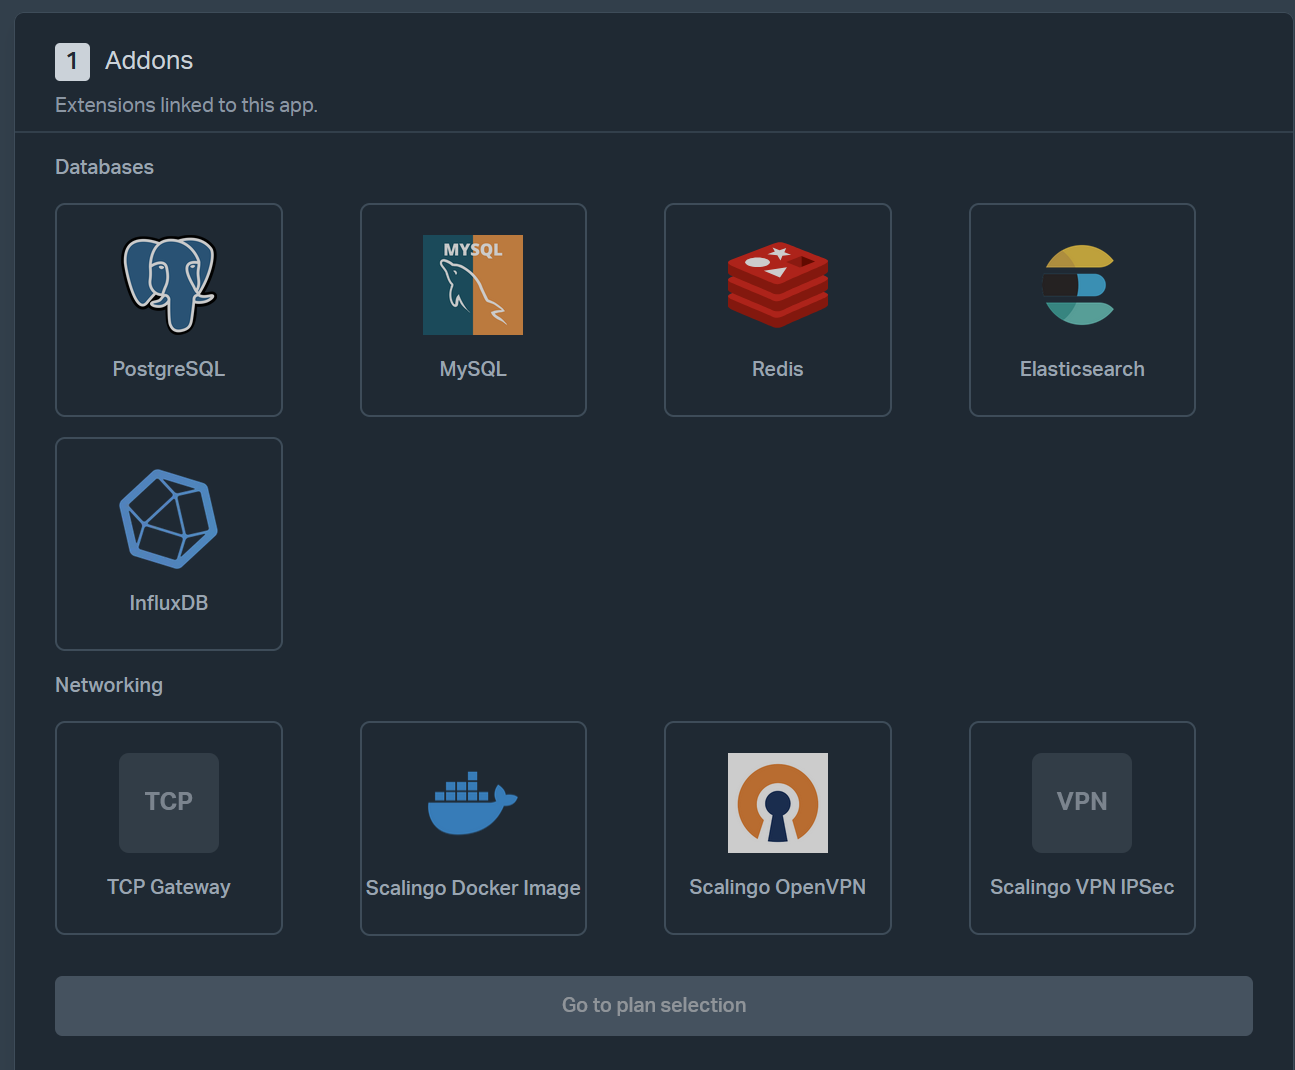 1 Addons
Extensions linked to this app.
Databases
MYSQL
PostgreSQL
MySQL
Redis
Elasticsearch
InfluxDB
Networking
TCP
VPN
TCP Gateway
Scalingo Docker Image
Scalingo OpenVPN
Scalingo VPN IPSec
Go to plan selection